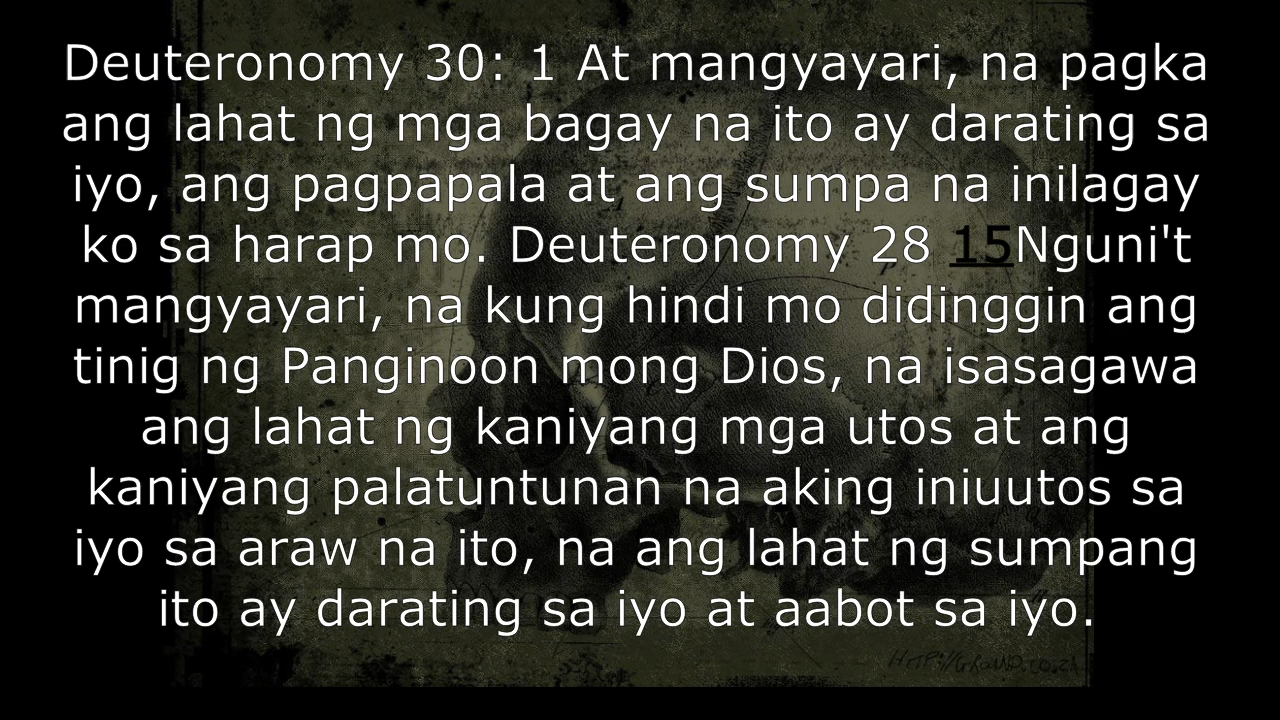 Deuteronomy 30: 1 At mangyayari, na pagka
ang lahat ng mga bagay na ito ay darating sa
iyo, ang pagpapala at ang sumpa na inilagay
ko sa harap mo. Deuteronomy 28 15Nguni't
mangyayari, na kung hindi mo didinggin ang
tinig ng Panginoon mong Dios, na isasagawa
ang lahat ng kaniyang mga utos at ang
kaniyang palatuntunan na aking iniuutos sa
iyo sa araw na ito, na ang lahat ng sumpang
ito ay darating sa iyo at aabot sa iyo.